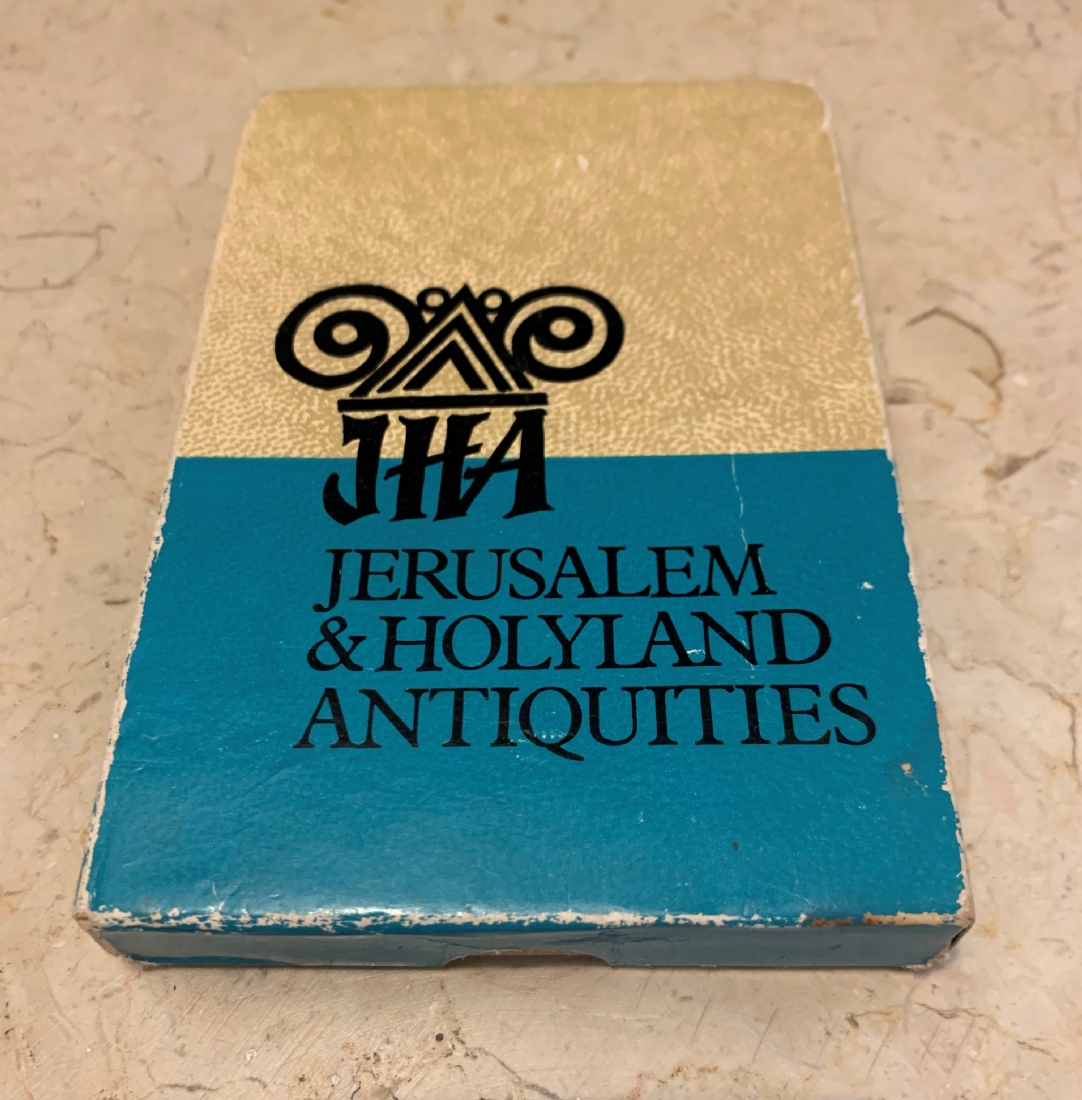 JHA
JERUSALEM
& HOLYLAND
ANTIQUITIES